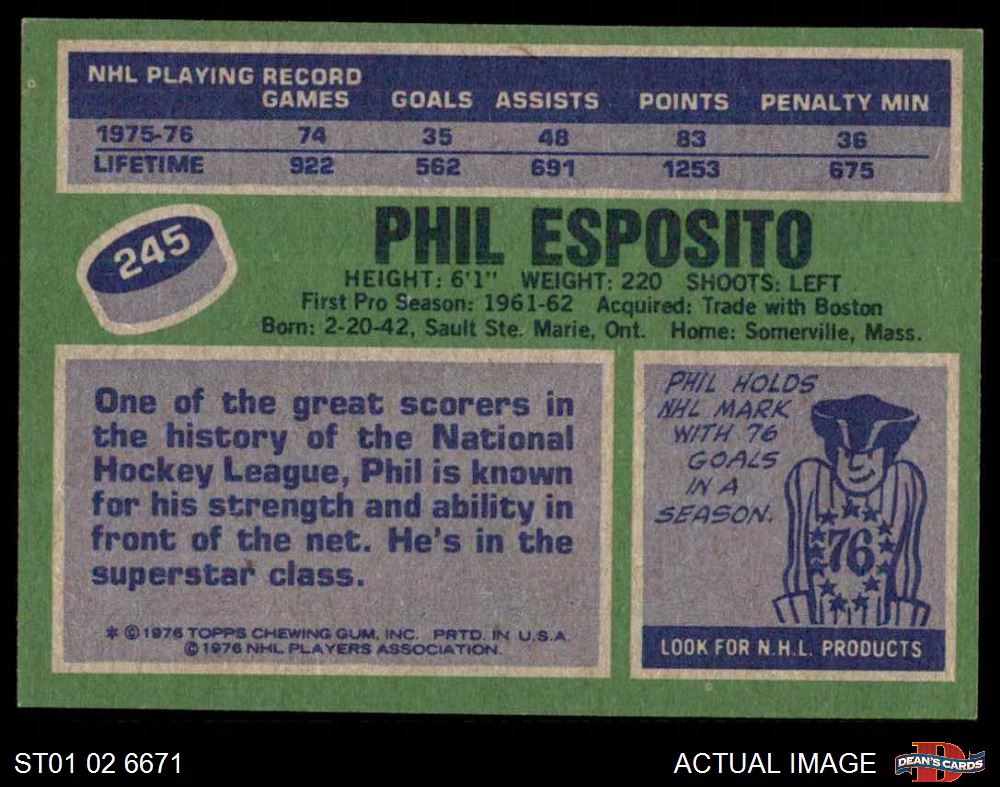 NHL PLAYING RECORD
GAMES GOALS ASSISTS POINTS PENALTY MIN
1975-76 74 35 48 83 36
LIFETIME 922 562 691 1253 675
245
PHIL ESPOSITO
HEIGHT: 6'1" WEIGHT: 220 SHOOTS: LEFT
First Pro Season: 1961-62 Acquired: Trade with Boston
Born: 2-20-42, Sault Ste. Marie, Ont. Home: Somerville, Mass.
One of the great scorers in
the history of the National
Hockey League, Phil is known
for his strength and ability in
front of the net. He's in the
superstar class.
* © 1976 TOPPS CHEWING GUM, INC. PRTD. IN U.S.A.
© 1976 NHL PLAYERS ASSOCIATION.
PHIL HOLDS
NHL MARK
WITH 76
GOALS
IN A
SEASON.
76
LOOK FOR N.H.L. PRODUCTS
ST01 02 6671
ACTUAL IMAGE
D
DEAN'S CARDS